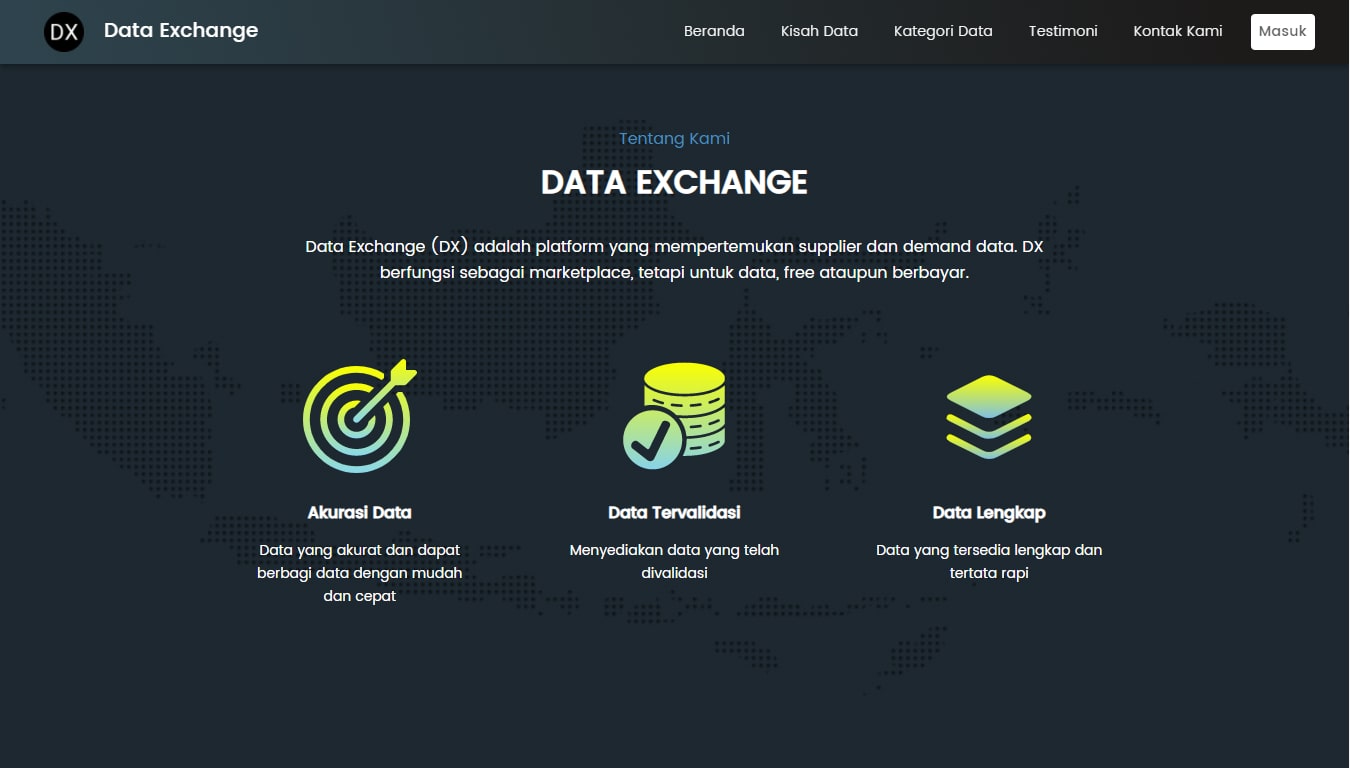 DX
Data Exchange
Beranda
Kisah Data
Kategori Data
Testimoni
Kontak Kami
Masuk
Tentang Kami
DATA EXCHANGE
Data Exchange (DX) adalah platform yang mempertemukan supplier dan demand data. DX
berfungsi sebagai marketplace, tetapi untuk data, free ataupun berbayar.
Akurasi Data
Data yang akurat dan dapat
berbagi data dengan mudah
dan cepat
Data Tervalidasi
Menyediakan data yang telah
divalidasi
Data Lengkap
Data yang tersedia lengkap dan
tertata rapi